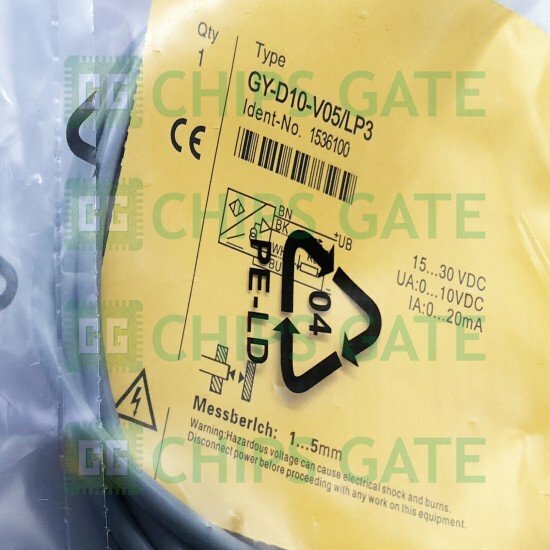 Qty
1
Type
GY-D10-V05/LP3
Ident-No. 1536100
CE
BN
BK
+UB
WH
BU
15...30 VDC
UA:0...10VDC
IA:0...20mA
04
PE-LD
Messberlch: 1...5mm
Warning:Hazardous voltage can cause electrical shock and burns.
Disconnect power before proceeding with any work on this equipment.
CHIPS GATE
CHIPS GATE
CHIPS GATE
CHIPS GATE